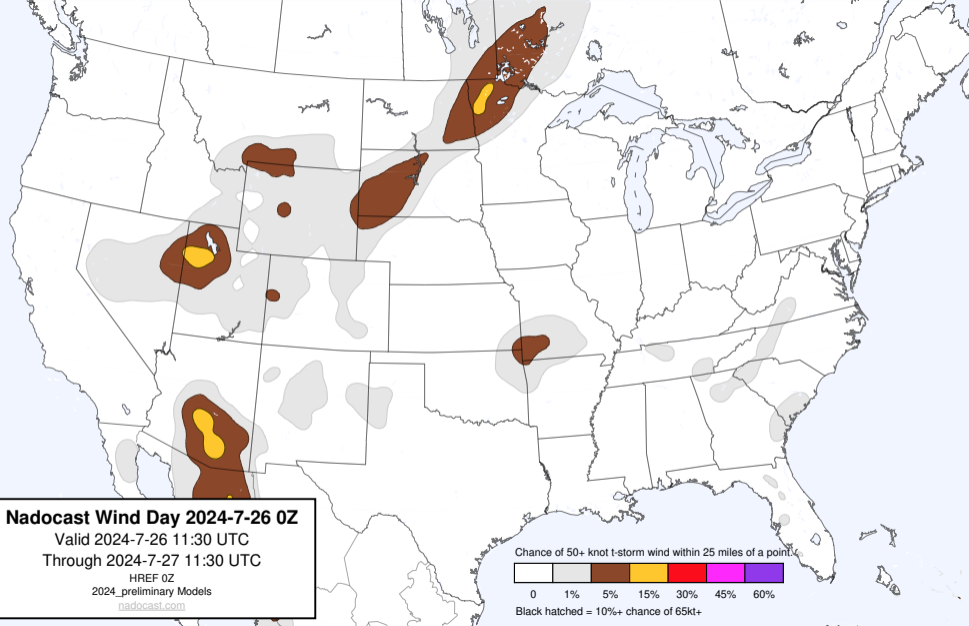 Nadocast Wind Day 2024-7-26 0Z
Valid 2024-7-26 11:30 UTC
Through 2024-7-27 11:30 UTC
HREF 0Z
2024_preliminary Models
nadocast.com
Chance of 50+ knot t-storm wind within 25 miles of a point.
0 1% 5% 15% 30% 45% 60%
Black hatched = 10%+ chance of 65kt+